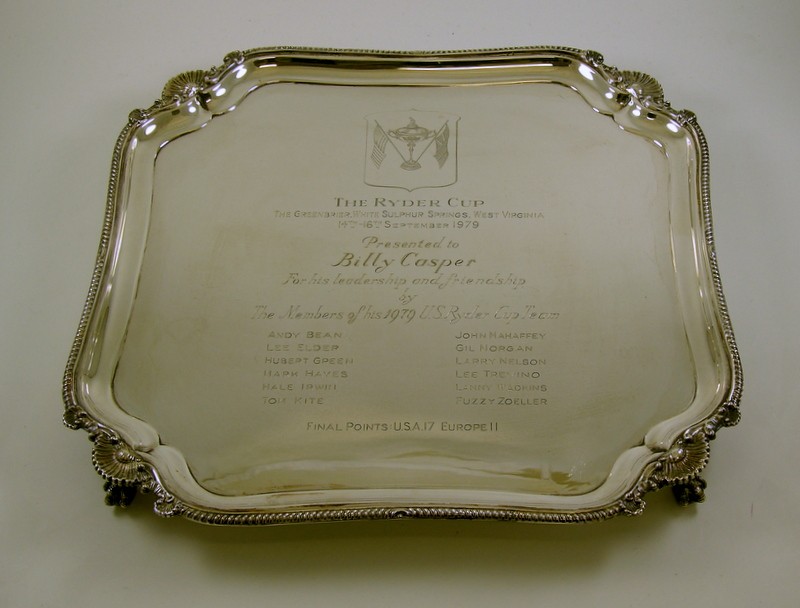 THE RYDER CUP
THE GREENBRIER, WHITE SULPHUR SPRINGS, WEST VIRGINIA
14TH-16TH SEPTEMBER 1979
Presented to
Billy Casper
For his leadership and friendship
by
The Members of his 1979 U.S. Ryder Cup Team
ANDY BEAN
LEE ELDER
HUBERT GREEN
MARK HAYES
HALE IRWIN
TOM KITE
JOHN MAHAFFEY
GIL MORGAN
LARRY NELSON
LEE TREVINO
LANNY WADKINS
FUZZY ZOELLER
FINAL POINTS: U.S.A. 17 EUROPE 11